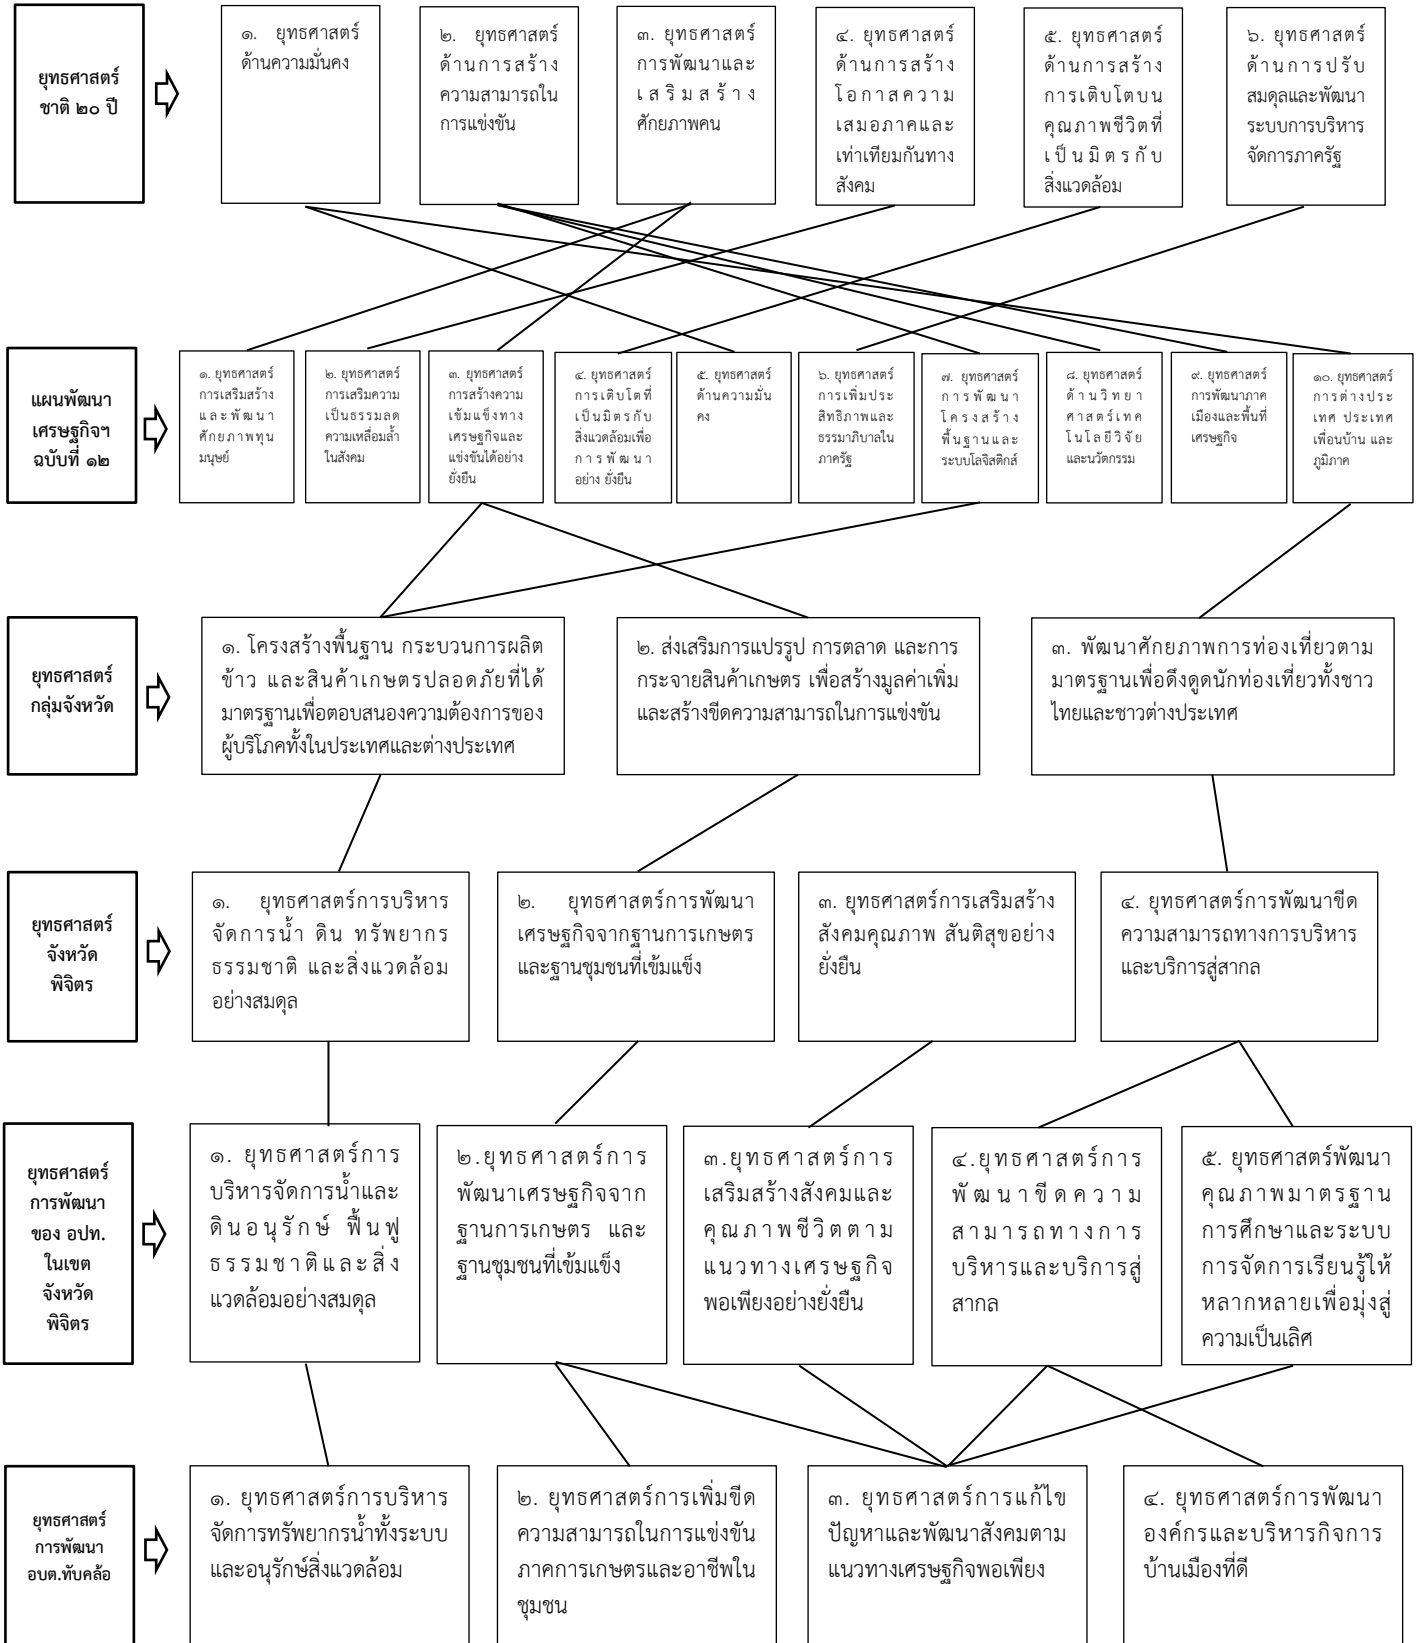 ยุทธศาสตร์
ชาติ ๒๐ ปี
๑. ยุทธศาสตร์
ด้านความมั่นคง
๒. ยุทธศาสตร์
ด้านการสร้าง
ความสามารถใน
การแข่งขัน
๓. ยุทธศาสตร์
การพัฒนาและ
เสริมสร้าง
ศักยภาพคน
๔. ยุทธศาสตร์
ด้านการสร้าง
โอกาสความ
เสมอภาคและ
เท่าเทียมกันทาง
สังคม
๕. ยุทธศาสตร์
ด้านการสร้าง
การเติบโตบน
คุณภาพชีวิตที่
เป็นมิตรกับ
สิ่งแวดล้อม
๖. ยุทธศาสตร์
ด้านการปรับ
สมดุลและพัฒนา
ระบบการบริหาร
จัดการภาครัฐ
แผนพัฒนา
เศรษฐกิจฯ
ฉบับที่ ๑๒
๑. ยุทธศาสตร์
การเสริมสร้าง
และพัฒนา
ศักยภาพทุน
มนุษย์
๒. ยุทธศาสตร์
การเสริมความ
เป็นธรรมลด
ความเหลื่อมล้ำ
ในสังคม
๓. ยุทธศาสตร์
การสร้างความ
เข้มแข็งทาง
เศรษฐกิจและ
แข่งขันได้อย่าง
ยั่งยืน
๔. ยุทธศาสตร์
การเติบโตที่
เป็นมิตรกับ
สิ่งแวดล้อมเพื่อ
การพัฒนา
อย่าง ยั่งยืน
๕. ยุทธศาสตร์
ด้านความมั่น
คง
๖. ยุทธศาสตร์
การเพิ่มประ
สิทธิภาพและ
ธรรมาภิบาลใน
ภาครัฐ
๗. ยุทธศาสตร์
การพัฒนา
โครงสร้าง
พื้นฐานและ
ระบบโลจิสติกส์
๘. ยุทธศาสตร์
ด้านวิทยา
ศาสตร์เทค
โนโลยีวิจัย
และนวัตกรรม
๙. ยุทธศาสตร์
การพัฒนาภาค
เมืองและพื้นที่
เศรษฐกิจ
๑๐. ยุทธศาสตร์
การต่างประ
เทศ ประเทศ
เพื่อนบ้าน และ
ภูมิภาค
ยุทธศาสตร์
กลุ่มจังหวัด
๑. โครงสร้างพื้นฐาน กระบวนการผลิต
ข้าว และสินค้าเกษตรปลอดภัยที่ได้
มาตรฐานเพื่อตอบสนองความต้องการของ
ผู้บริโภคทั้งในประเทศและต่างประเทศ
๒. ส่งเสริมการแปรรูป การตลาด และการ
กระจายสินค้าเกษตร เพื่อสร้างมูลค่าเพิ่ม
และสร้างขีดความสามารถในการแข่งขัน
๓. พัฒนาศักยภาพการท่องเที่ยวตาม
มาตรฐานเพื่อดึงดูดนักท่องเที่ยวทั้งชาว
ไทยและชาวต่างประเทศ
ยุทธศาสตร์
จังหวัด
พิจิตร
๑. ยุทธศาสตร์การบริหาร
จัดการน้ำ ดิน ทรัพยากร
ธรรมชาติ และสิ่งแวดล้อม
อย่างสมดุล
๒. ยุทธศาสตร์การพัฒนา
เศรษฐกิจจากฐานการเกษตร
และฐานชุมชนที่เข้มแข็ง
๓. ยุทธศาสตร์การเสริมสร้าง
สังคมคุณภาพ สันติสุขอย่าง
ยั่งยืน
๔. ยุทธศาสตร์การพัฒนาขีด
ความสามารถทางการบริหาร
และบริการสู่สากล
ยุทธศาสตร์
การพัฒนา
ของ อปท.
ในเขต
จังหวัด
พิจิตร
๑. ยุทธศาสตร์การ
บริหารจัดการน้ำและ
ดินอนุรักษ์ ฟื้นฟู
ธรรมชาติและสิ่ง
แวดล้อมอย่างสมดุล
๒.ยุทธศาสตร์การ
พัฒนาเศรษฐกิจจาก
ฐานการเกษตร และ
ฐานชุมชนที่เข้มแข็ง
๓.ยุทธศาสตร์การ
เสริมสร้างสังคมและ
คุณภาพชีวิตตาม
แนวทางเศรษฐกิจ
พอเพียงอย่างยั่งยืน
๔.ยุทธศาสตร์การ
พัฒนาขีดความ
สามารถทางการ
บริหารและบริการสู่
สากล
๕. ยุทธศาสตร์พัฒนา
คุณภาพมาตรฐาน
การศึกษาและระบบ
การจัดการเรียนรู้ให้
หลากหลายเพื่อมุ่งสู่
ความเป็นเลิศ
ยุทธศาสตร์
การพัฒนา
อบต.ทับคล้อ
๑. ยุทธศาสตร์การบริหาร
จัดการทรัพยากรน้ำทั้งระบบ
และอนุรักษ์สิ่งแวดล้อม
๒. ยุทธศาสตร์การเพิ่มขีด
ความสามารถในการแข่งขัน
ภาคการเกษตรและอาชีพใน
ชุมชน
๓. ยุทธศาสตร์การแก้ไข
ปัญหาและพัฒนาสังคมตาม
แนวทางเศรษฐกิจพอเพียง
๔. ยุทธศาสตร์การพัฒนา
องค์กรและบริหารกิจการ
บ้านเมืองที่ดี